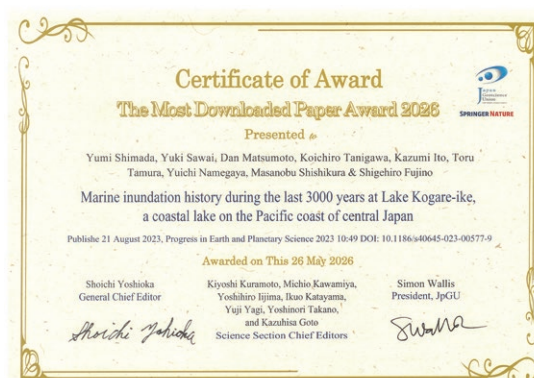 Certificate of Award
The Most Downloaded Paper Award 2026
Presented to
Yumi Shimada, Yuki Sawai, Dan Matsumoto, Koichiro Tanigawa, Kazumi Ito, Toru
Tamura, Yuichi Namegaya, Masanobu Shishikura & Shigehiro Fujino
Marine inundation history during the last 3000 years at Lake Kogare-ike,
a coastal lake on the Pacific coast of central Japan
Publishe 21 August 2023, Progress in Earth and Planetary Science 2023 10:49 DOI: 10.1186/s40645-023-00577-9
Awarded on This 26 May 2026
Shoichi Yoshioka
General Chief Editor
Kiyoshi Kuramoto, Michio Kawamiya,
Yoshihiro Iijima, Ikuo Katayama,
Yuji Yagi, Yoshinori Takano,
and Kazuhisa Goto
Science Section Chief Editors
Simon Wallis
President, JpGU
Shoichi Yoshioka
SWallis
SPRINGER NATURE